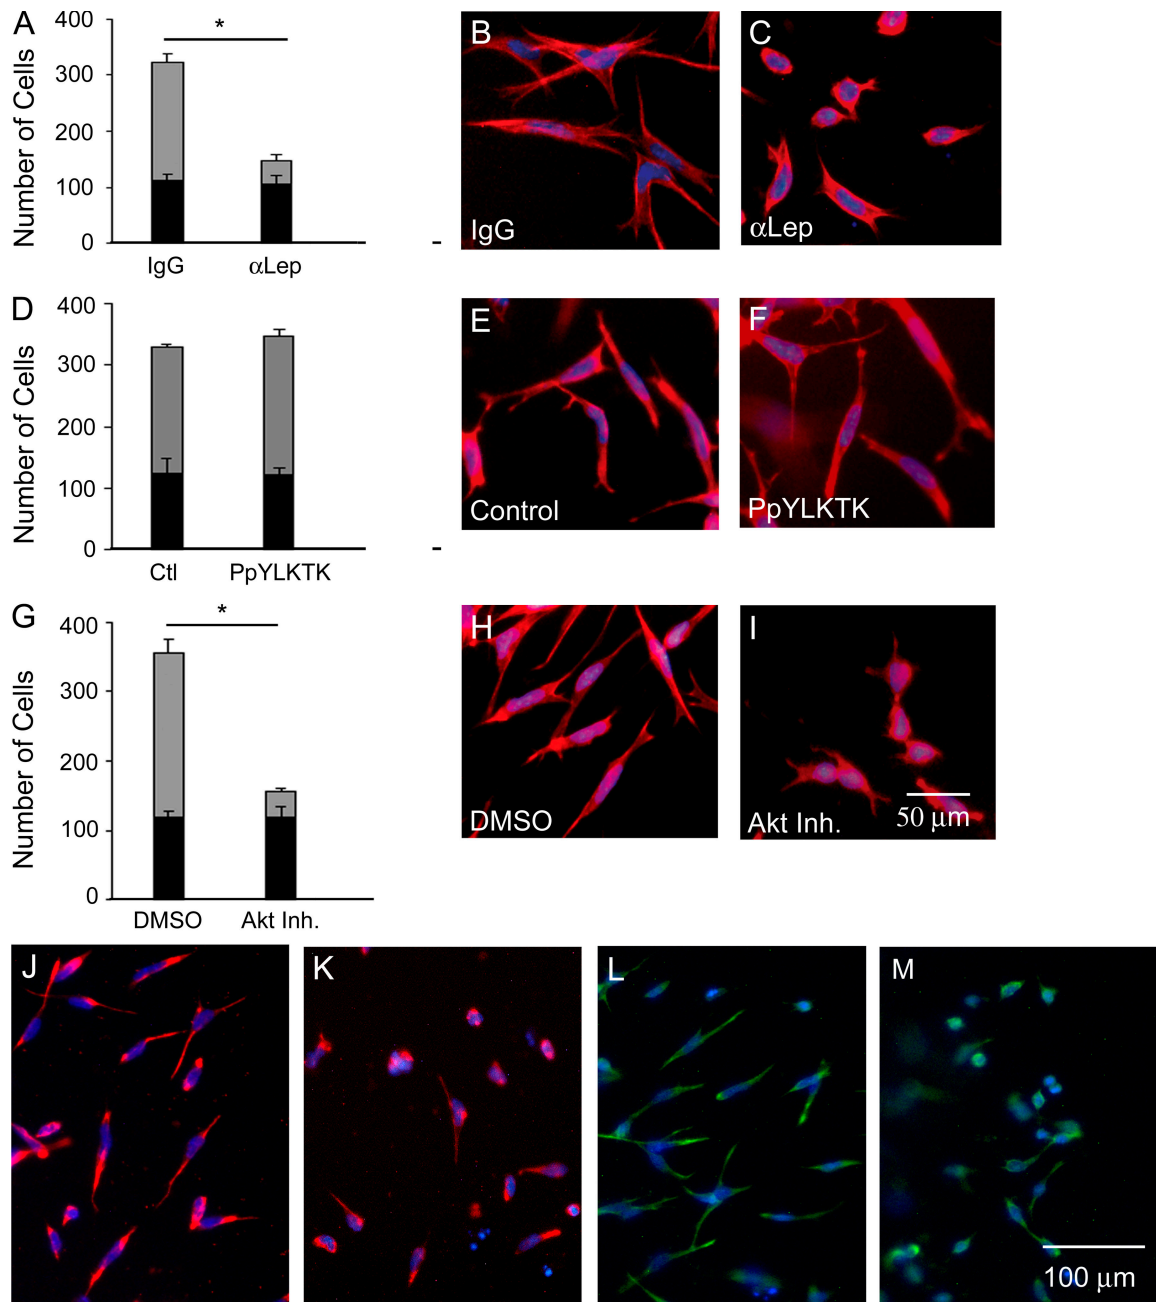 A
Number of Cells
400
300
200
100
0
*
IgG
αLep
B
IgG
C
αLep
D
Number of Cells
400
300
200
100
0
Ctl
PpYLKTK
E
Control
F
PpYLKTK
G
Number of Cells
400
300
200
100
0
*
DMSO
Akt Inh.
H
DMSO
I
Akt Inh.
50 μm
J
K
L
M
100 μm